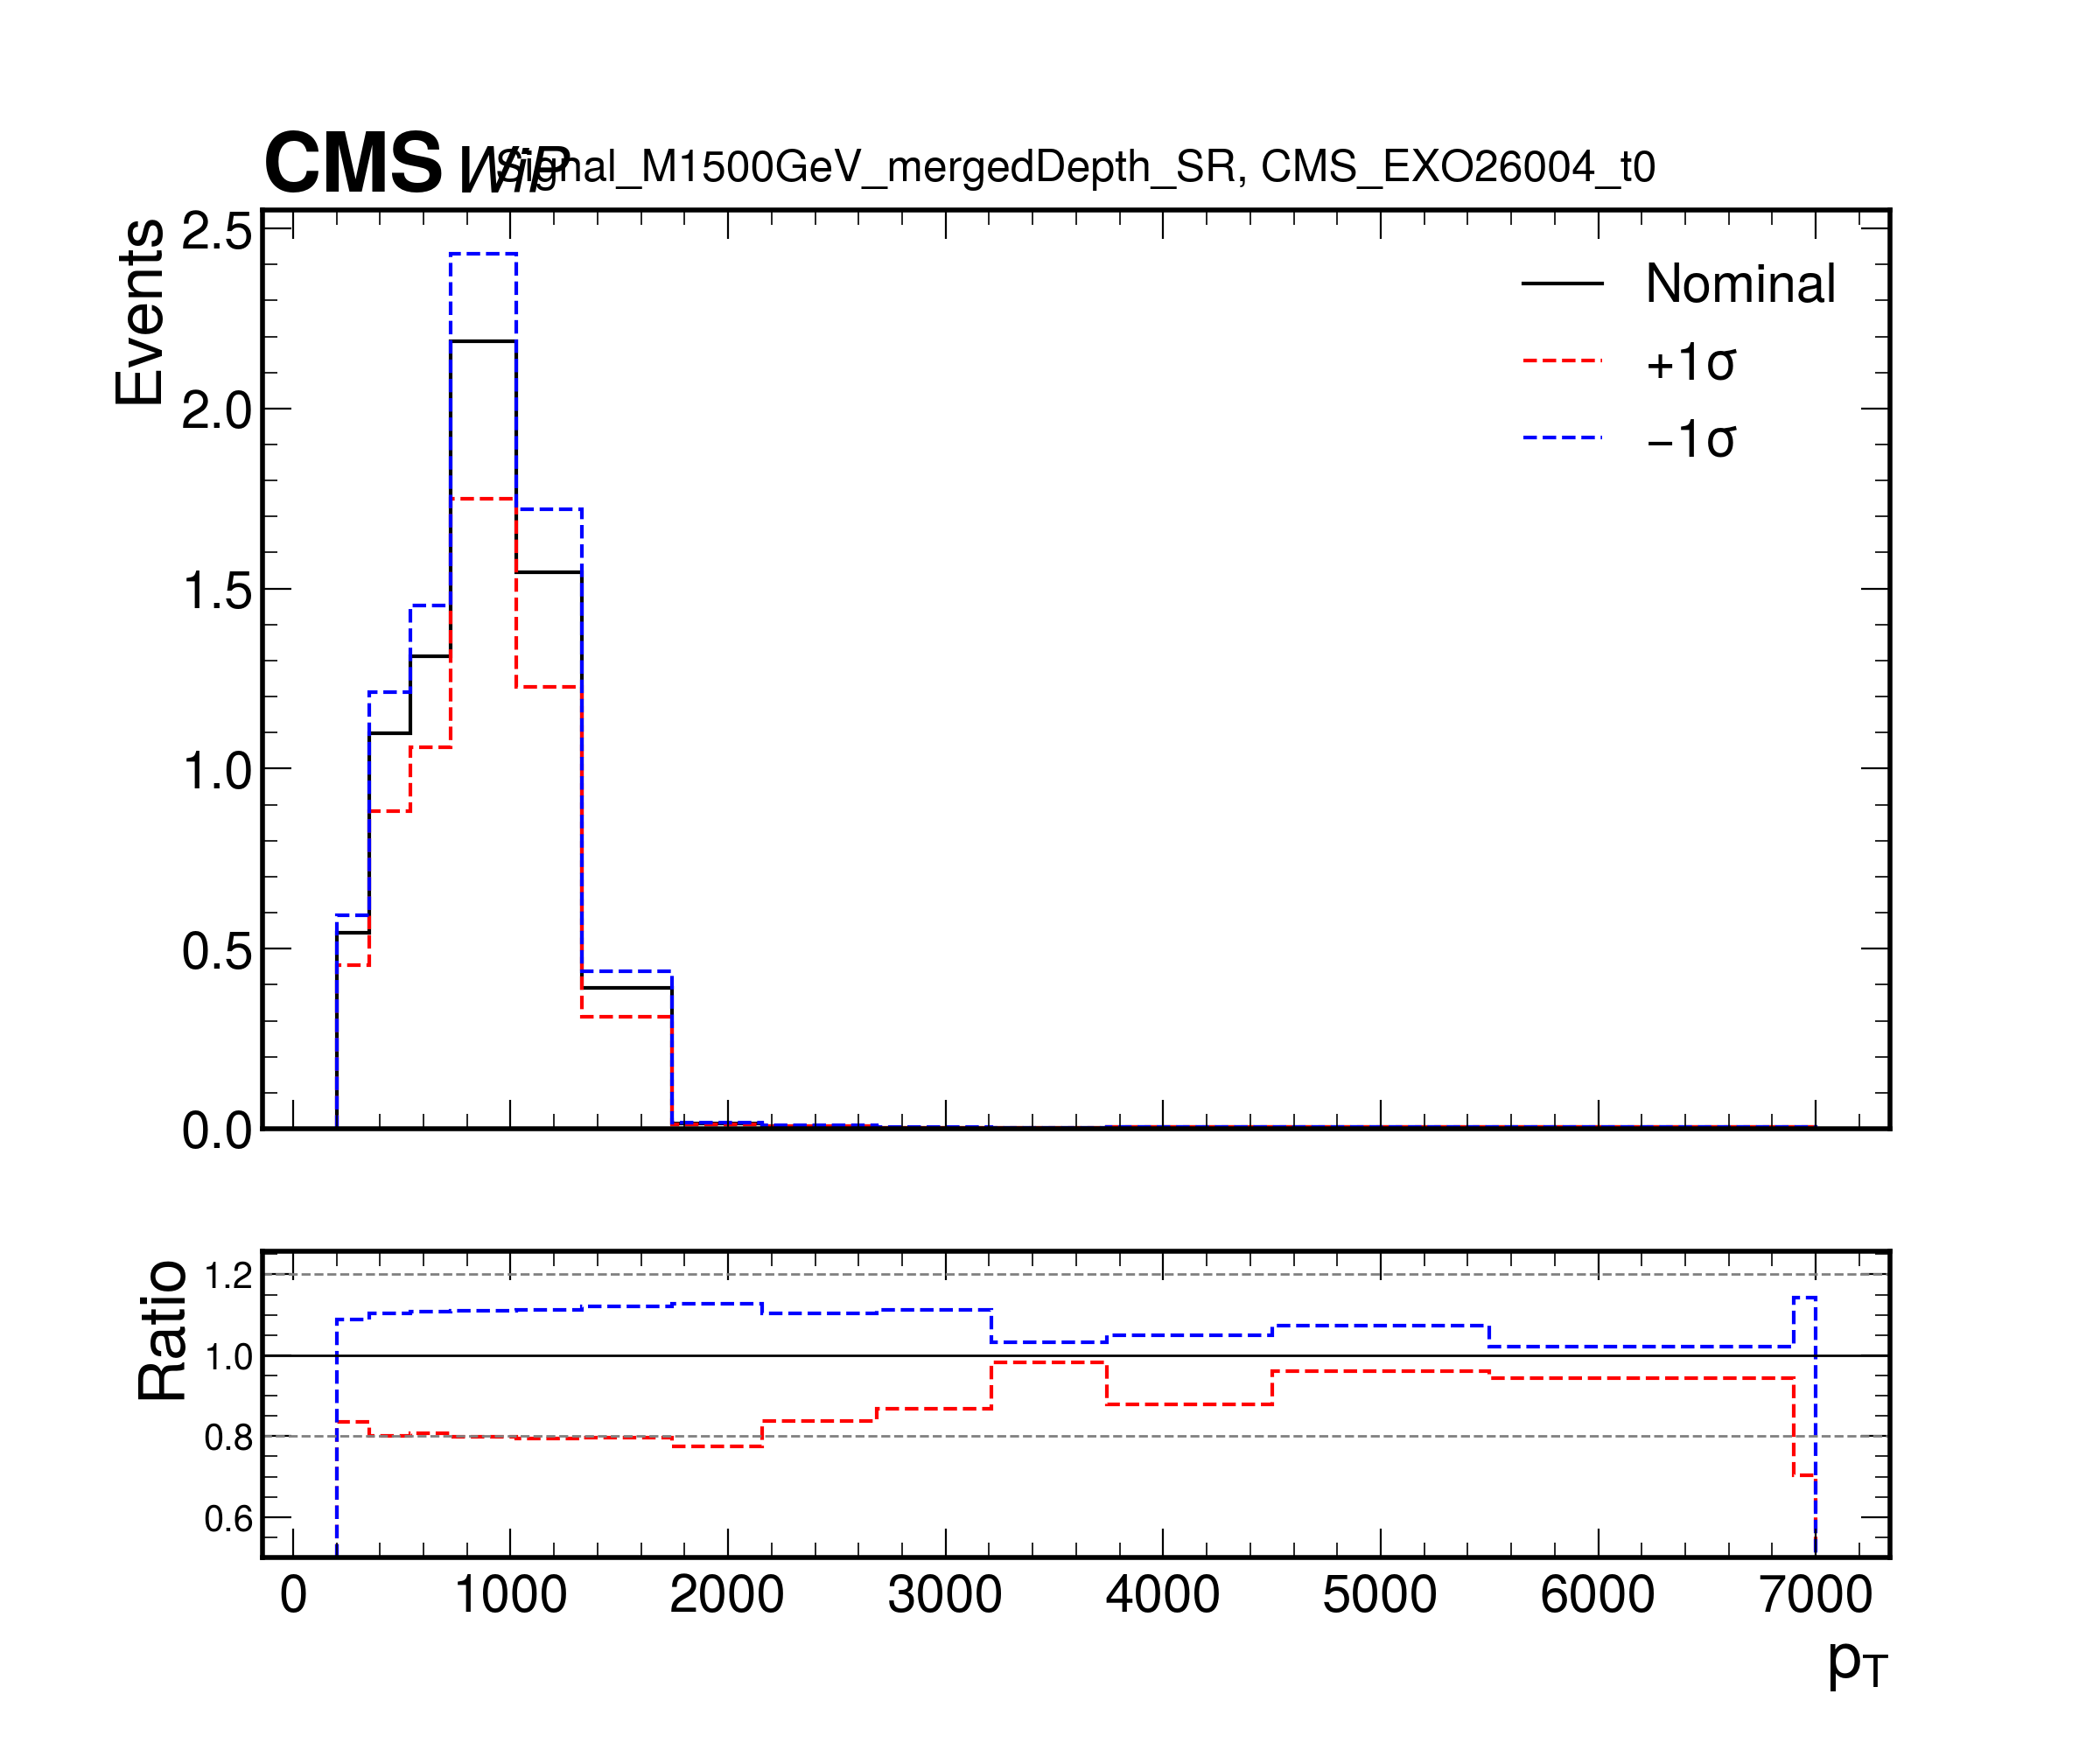 CMS WiP Signal_M1500GeV_mergedDepth_SR, CMS_EXO26004_t0
Events
2.5
2.0
1.5
1.0
0.5
0.0
Nominal
+1σ
−1σ
Ratio
1.2
1.0
0.8
0.6
0 1000 2000 3000 4000 5000 6000 7000
pT